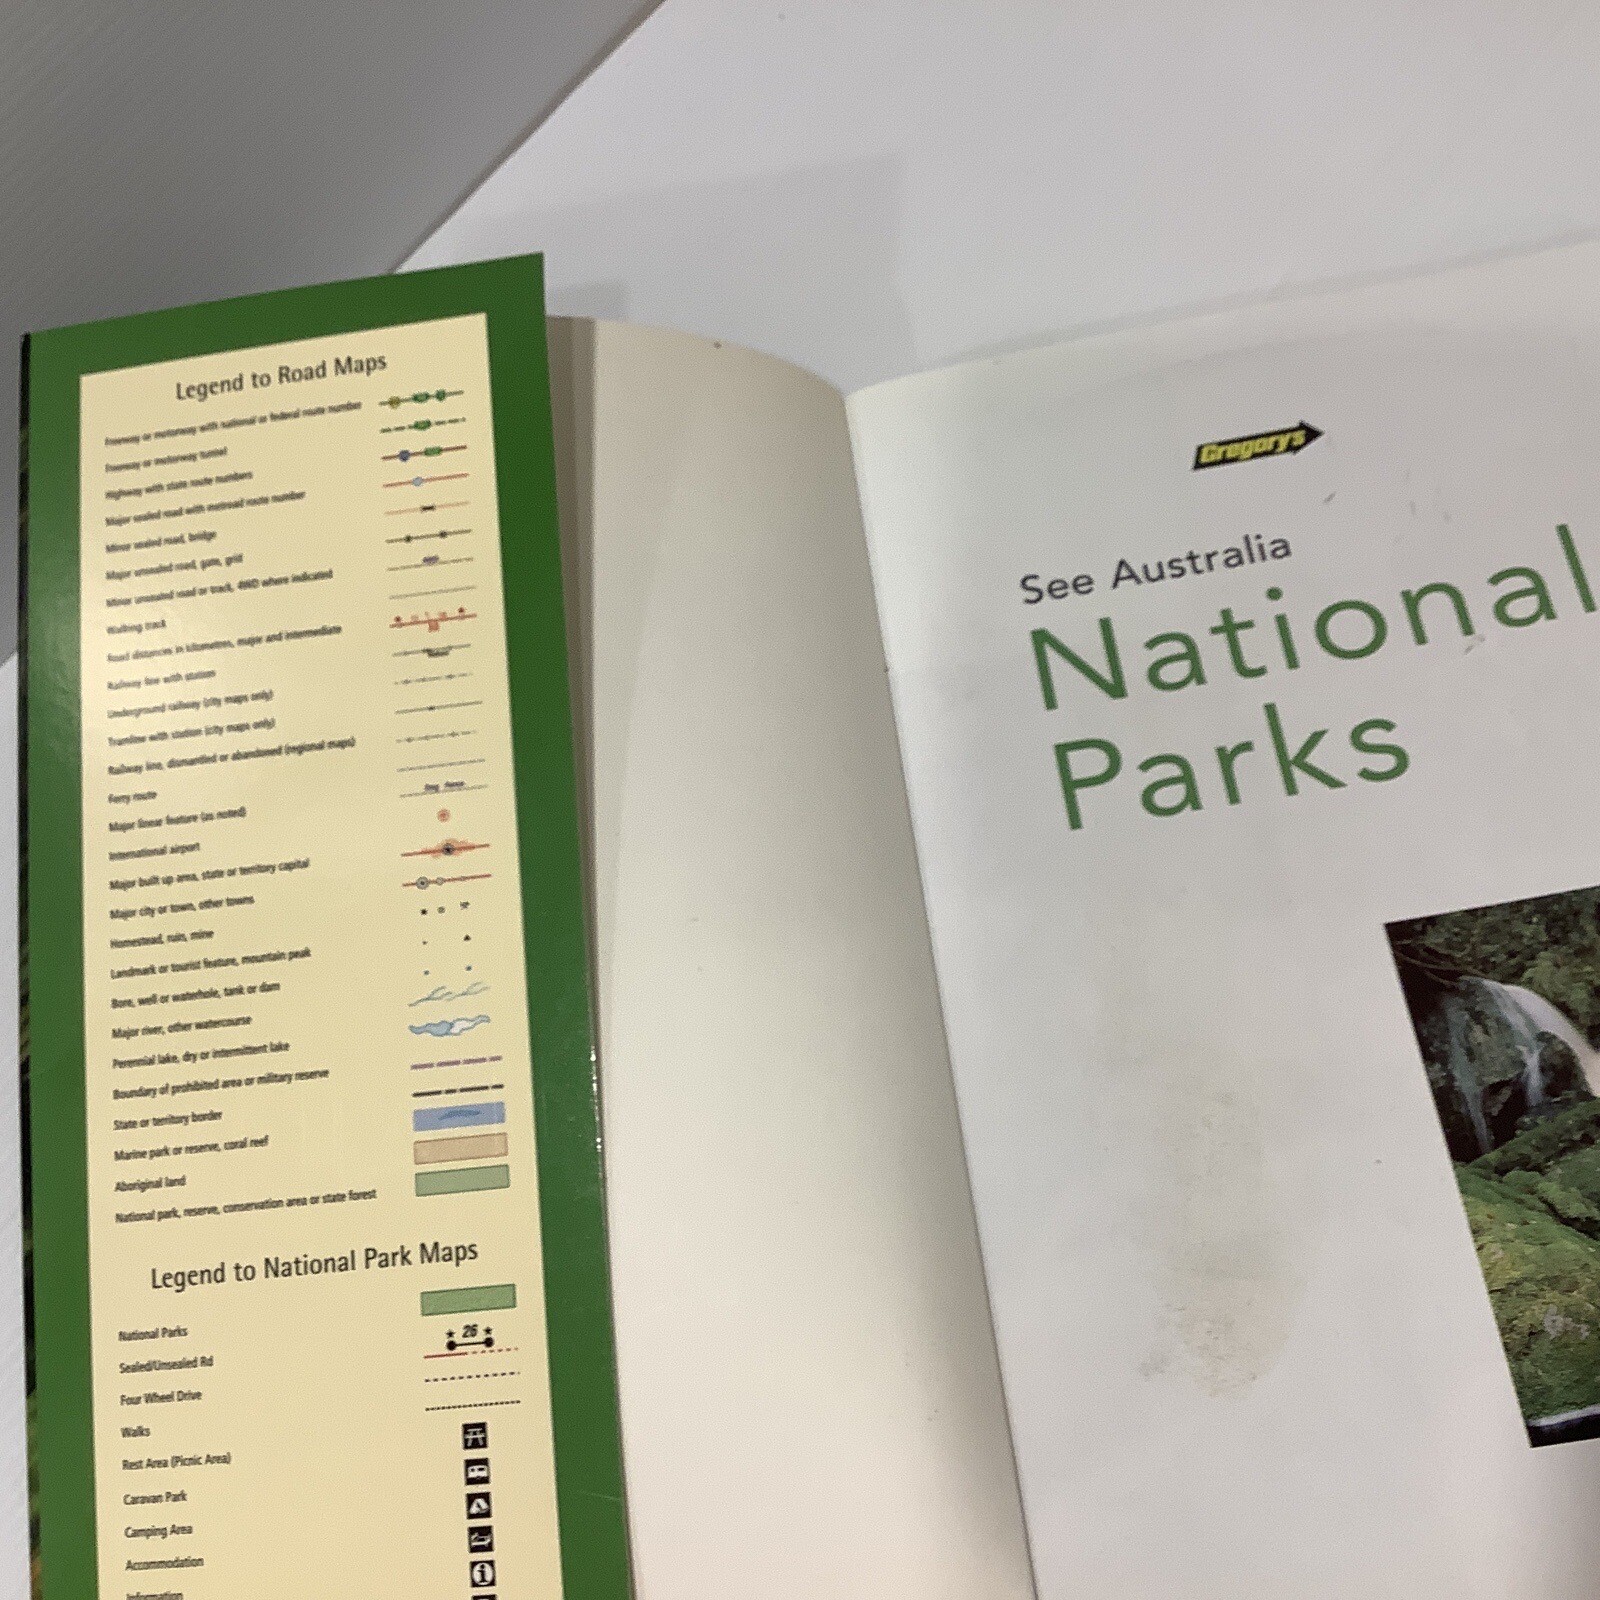 Legend to Road Maps
Freeway or motorway with national or federal route number
Freeway or motorway tunnel
Highway with state route numbers
Major sealed road with metroad route number
Minor sealed road, bridge
Major unsealed road, gate, grid
Minor unsealed road or track, 4WD where indicated
Walking track
Road distances in kilometres, major and intermediate
Railway line with station
Underground railway (city maps only)
Tramline with station (city maps only)
Railway line, dismantled or abandoned (regional maps)
Ferry route
Major linear feature (as noted)
International airport
Major built up area, state or territory capital
Major city or town, other towns
Homestead, ruin, mine
Landmark or tourist feature, mountain peak
Bore, well or waterhole, tank or dam
Major river, other watercourse
Perennial lake, dry or intermittent lake
Boundary of prohibited area or military reserve
State or territory border
Marine park or reserve, coral reef
Aboriginal land
National park, reserve, conservation area or state forest
Legend to National Park Maps
National Parks
26
Sealed/Unsealed Rd
Four Wheel Drive
Walks
Rest Area (Picnic Area)
Caravan Park
Camping Area
Accommodation
Information
Gregory's
See Australia
National
Parks